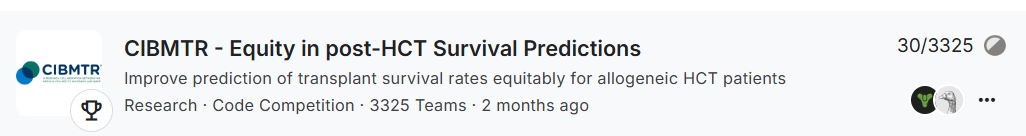 CIBMTR - Equity in post-HCT Survival Predictions
30/3325
CIBMTR
Improve prediction of transplant survival rates equitably for allogeneic HCT patients
Research · Code Competition · 3325 Teams · 2 months ago